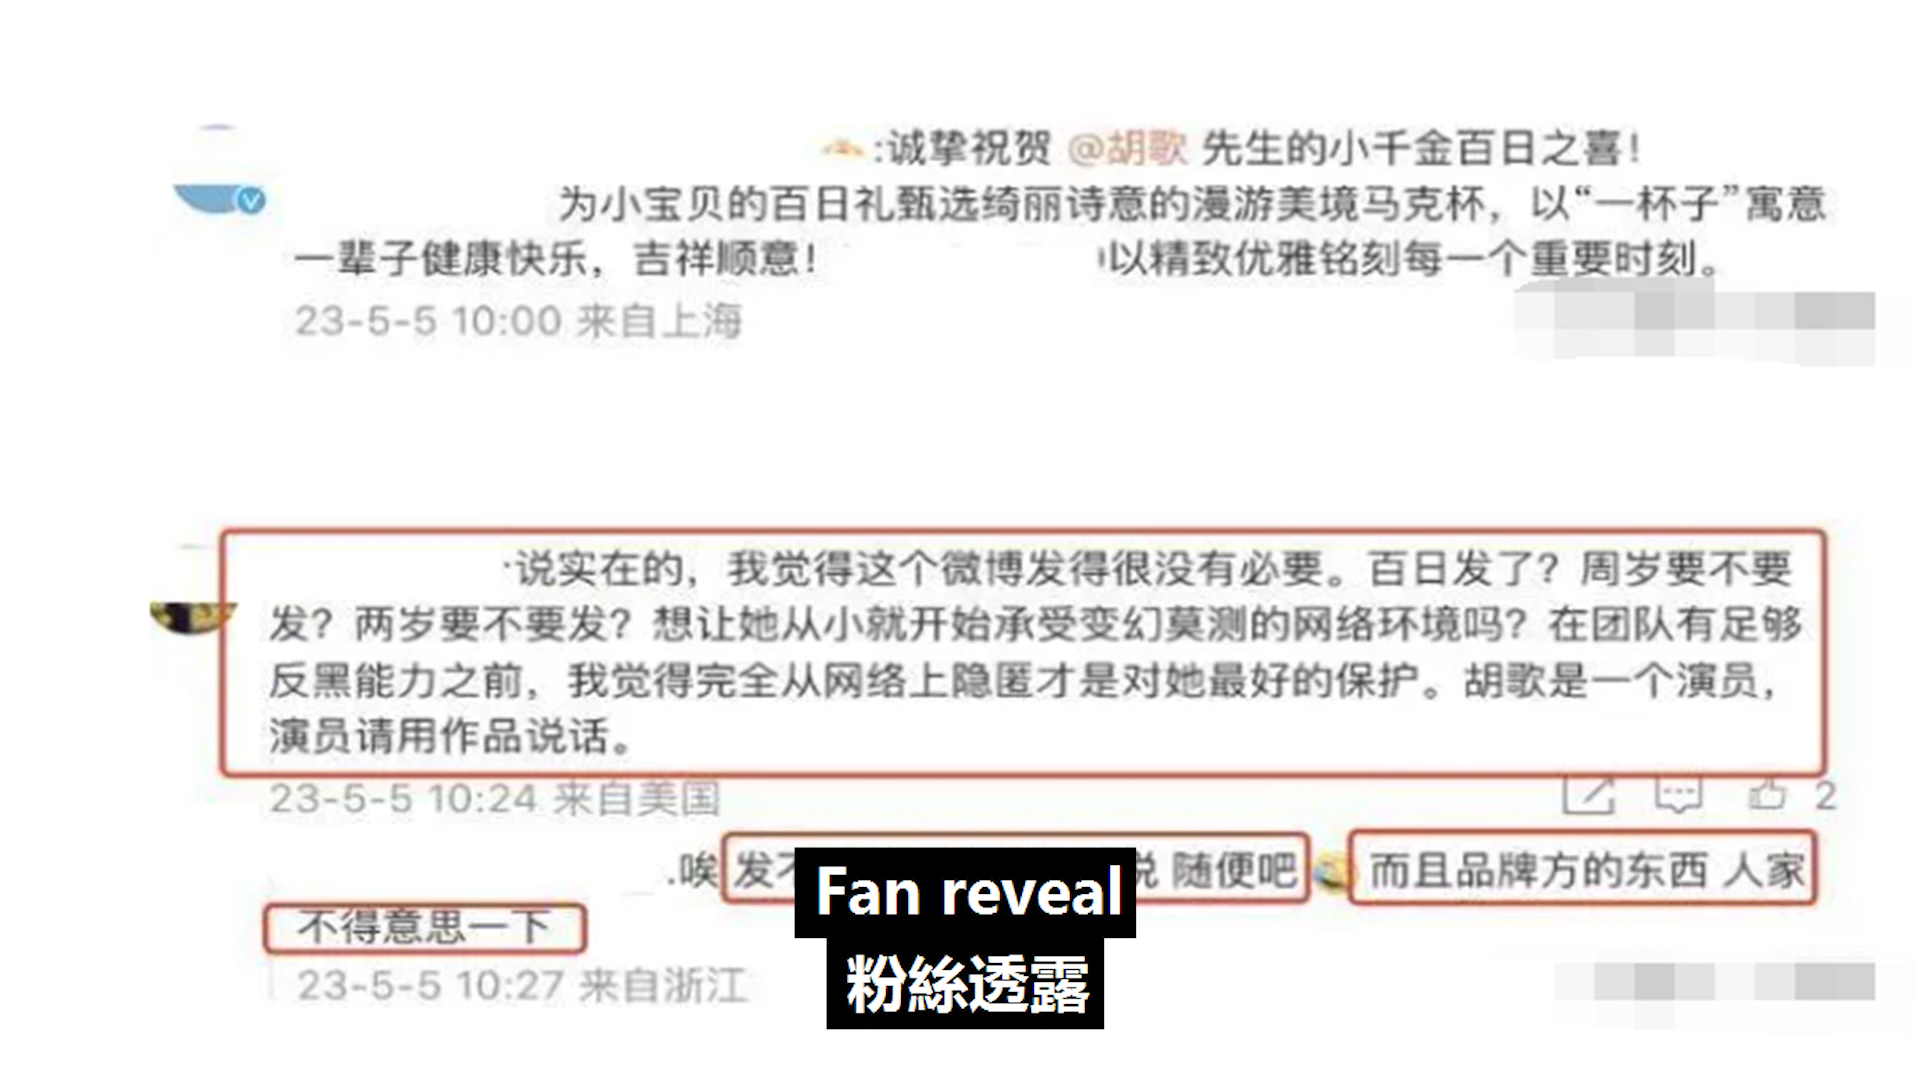 :诚挚祝贺 @胡歌 先生的小千金百日之喜！
为小宝贝的百日礼甄选绮丽诗意的漫游美境马克杯，以“一杯子”寓意
一辈子健康快乐，吉祥顺意！ 以精致优雅铭刻每一个重要时刻。
23-5-5 10:00 来自上海
说实在的，我觉得这个微博发得很没有必要。百日发了？周岁要不要
发？两岁要不要发？想让她从小就开始承受变幻莫测的网络环境吗？在团队有足够
反黑能力之前，我觉得完全从网络上隐匿才是对她最好的保护。胡歌是一个演员，
演员请用作品说话。
23-5-5 10:24 来自美国
2
唉 发 说 随便吧 而且品牌方的东西 人家
不得意思一下
23-5-5 10:27 来自浙江
Fan reveal
粉絲透露